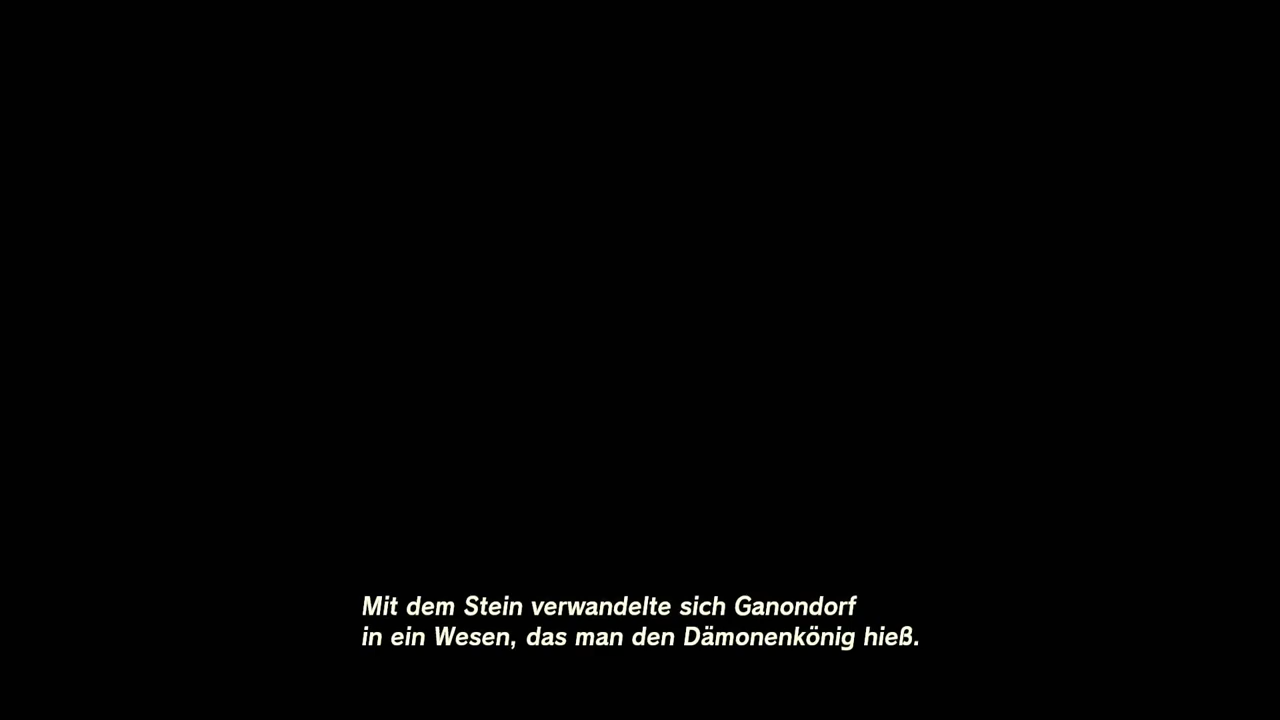 Mit dem Stein verwandelte sich Ganondorf
in ein Wesen, das man den Dämonenkönig hieß.